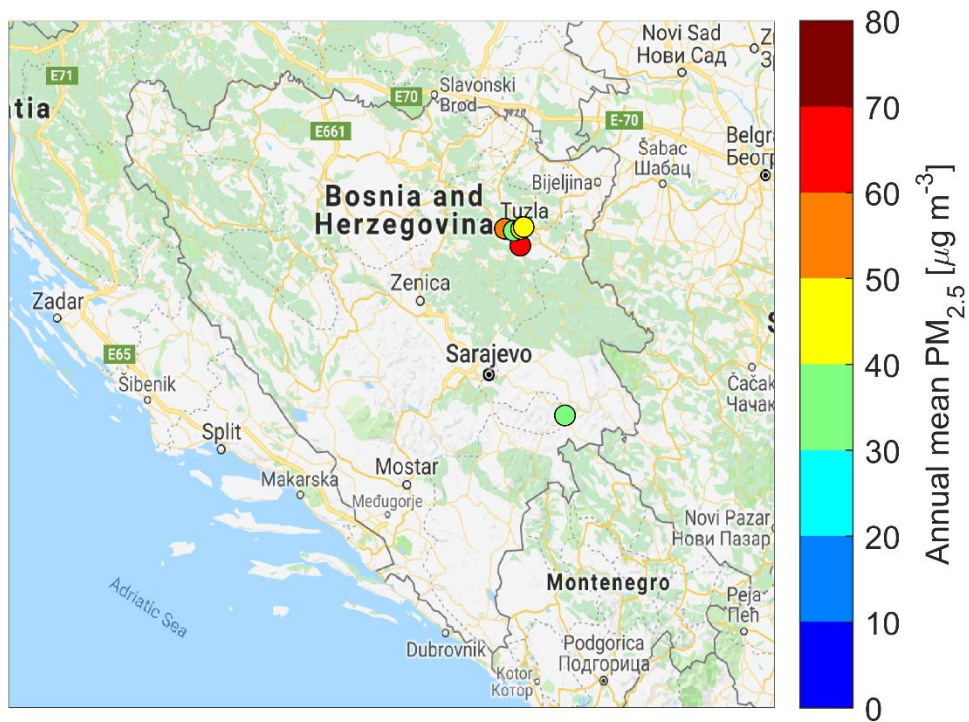 Novi Sad
Нови Сад
E71
Slavonski
Brod
E70
atia
E661
E-70
Šabac
Шабац
Belgra
Београ
Bijeljina
Bosnia and
Herzegovina
Tuzla
Zenica
Zadar
E65
Sarajevo
Šibenik
Čačak
Чачак
Split
Mostar
Makarska
Međugorje
Novi Pazar
Нови Пазар
Adriatic Sea
Montenegro
Peja
Пећ
Dubrovnik
Podgorica
Подгорица
Kotor
Котор
80
70
60
50
40
30
20
10
0
Annual mean PM2.5 [μg m-3]